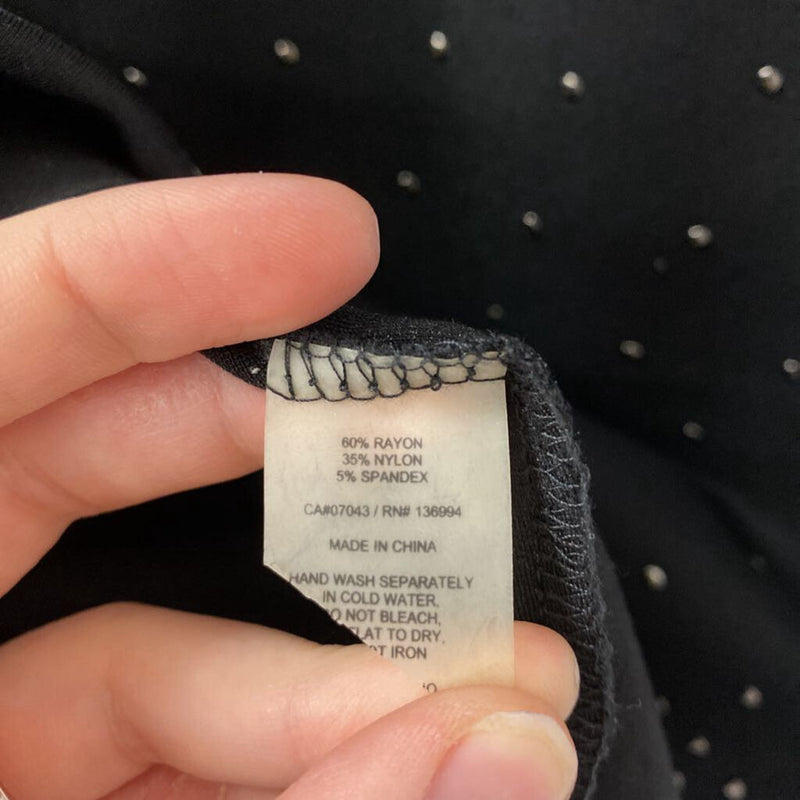 60% RAYON
35% NYLON
5% SPANDEX
CA#07043 / RN# 136994
MADE IN CHINA
HAND WASH SEPARATELY
IN COLD WATER,
NOT BLEACH,
FLAT TO DRY,
IRON